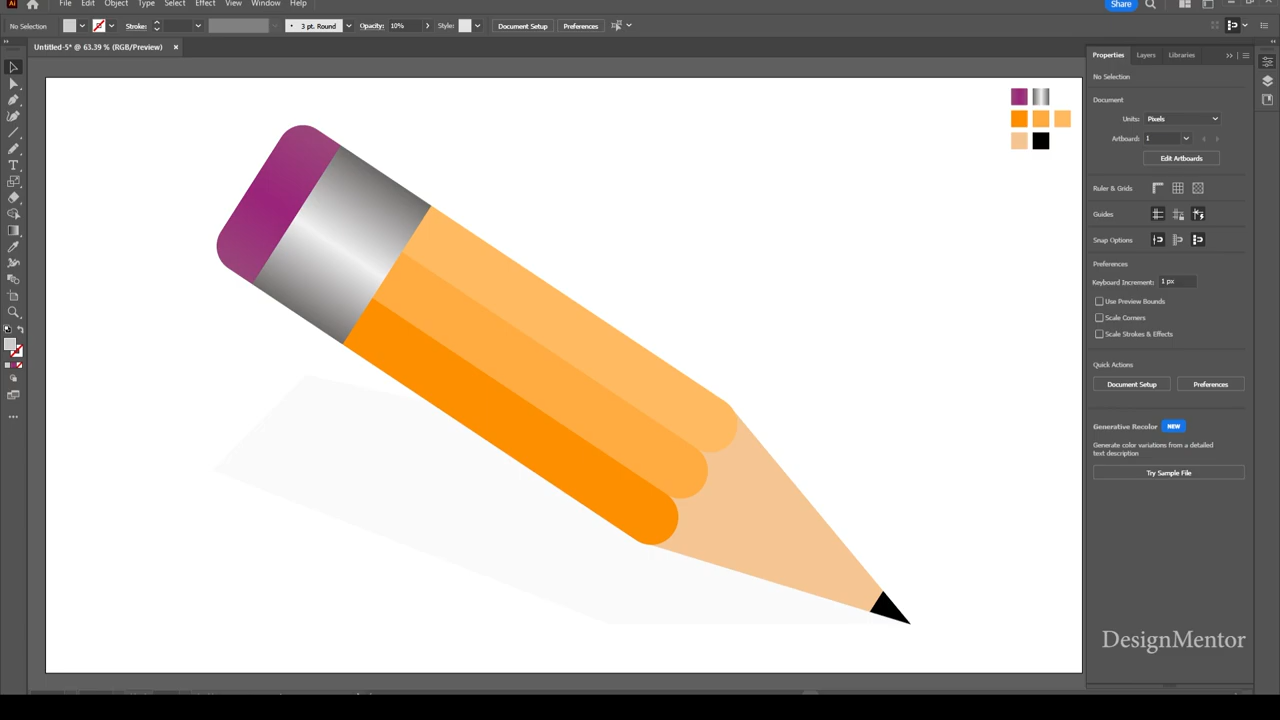 Ai File Edit Object Type Select Effect View Window Help Share
No Selection Stroke: 3 pt. Round Opacity: 10% Style: Document Setup Preferences
Untitled-5* @ 63.39 % (RGB/Preview) ×
Properties Layers Libraries
No Selection
Document
Units: Pixels
Artboard: 1
Edit Artboards
Ruler & Grids
Guides
Snap Options
Preferences
Keyboard Increment: 1 px
Use Preview Bounds
Scale Corners
Scale Strokes & Effects
Quick Actions
Document Setup Preferences
Generative Recolor NEW
Generate color variations from a detailed
text description
Try Sample File
DesignMentor